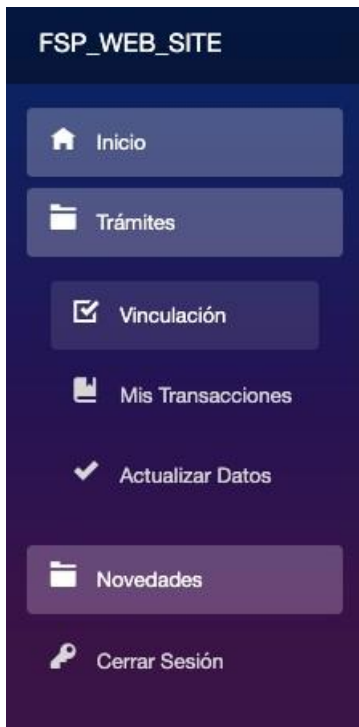 FSP_WEB_SITE
Inicio
Trámites
Vinculación
Mis Transacciones
Actualizar Datos
Novedades
Cerrar Sesión